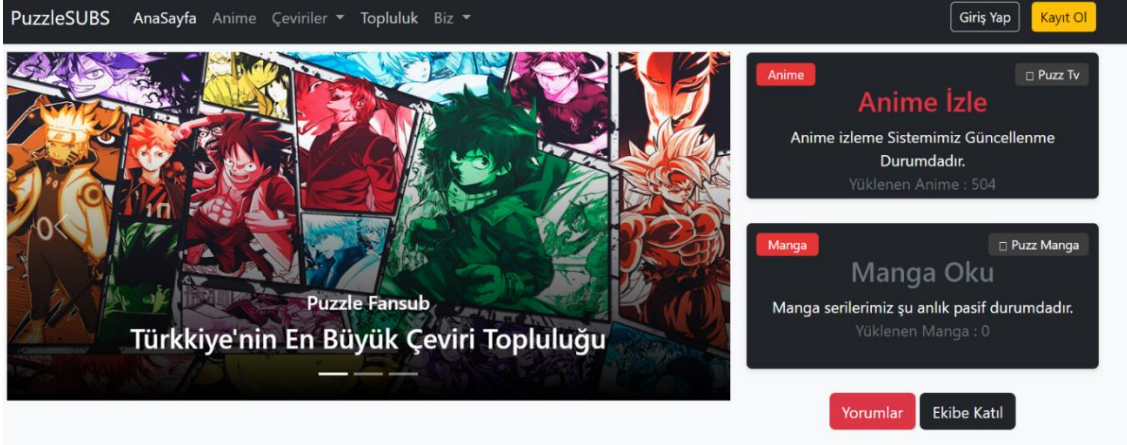 PuzzleSUBS AnaSayfa Anime Çeviriler Topluluk Biz Giriş Yap Kayıt Ol
Puzzle Fansub
Türkkiye'nin En Büyük Çeviri Topluluğu
10
Anime Puzz Tv
Anime İzle
Anime izleme Sistemimiz Güncellenme
Durumdadır.
Yüklenen Anime : 504
Manga Puzz Manga
Manga Oku
Manga serilerimiz şu anlık pasif durumdadır.
Yüklenen Manga : 0
Yorumlar Ekibe Katıl